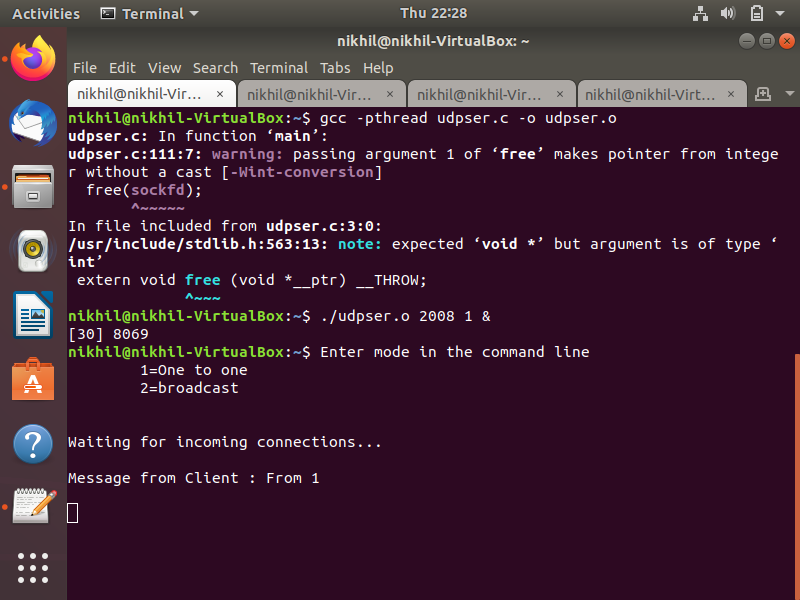 Activities Terminal Thu 22:28
nikhil@nikhil-VirtualBox: ~
File Edit View Search Terminal Tabs Help
nikhil@nikhil-Vir... × nikhil@nikhil-Vir... × nikhil@nikhil-Vir... × nikhil@nikhil-Virt... ×
nikhil@nikhil-VirtualBox:~$ gcc -pthread udpser.c -o udpser.o
udpser.c: In function ‘main’:
udpser.c:111:7: warning: passing argument 1 of ‘free’ makes pointer from intege
r without a cast [-Wint-conversion]
free(sockfd);
^~~~~~
In file included from udpser.c:3:0:
/usr/include/stdlib.h:563:13: note: expected ‘void *’ but argument is of type ‘
int’
extern void free (void *__ptr) __THROW;
^~~~
nikhil@nikhil-VirtualBox:~$ ./udpser.o 2008 1 &
[30] 8069
nikhil@nikhil-VirtualBox:~$ Enter mode in the command line
1=One to one
2=broadcast
Waiting for incoming connections...
Message from Client : From 1